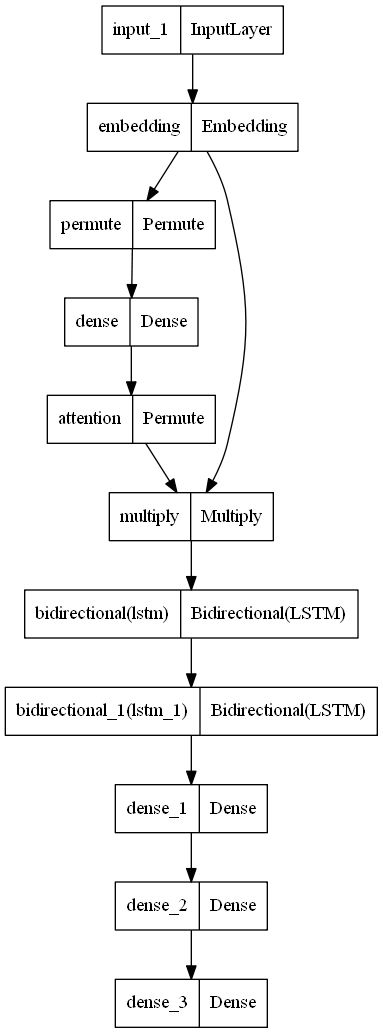 input_1 InputLayer
embedding Embedding
permute Permute
dense Dense
attention Permute
multiply Multiply
bidirectional(lstm) Bidirectional(LSTM)
bidirectional_1(lstm_1) Bidirectional(LSTM)
dense_1 Dense
dense_2 Dense
dense_3 Dense